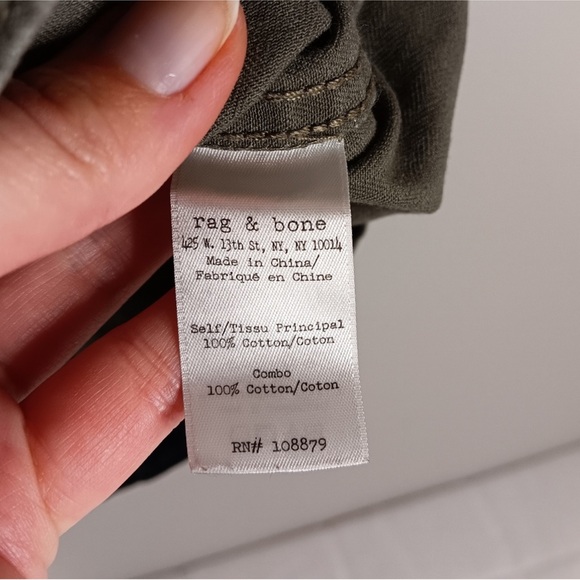 rag & bone
425 W. 13th St, NY, NY 10014
Made in China/
Fabriqué en Chine
Self/Tissu Principal
100% Cotton/Coton
Combo
100% Cotton/Coton
RN# 108879